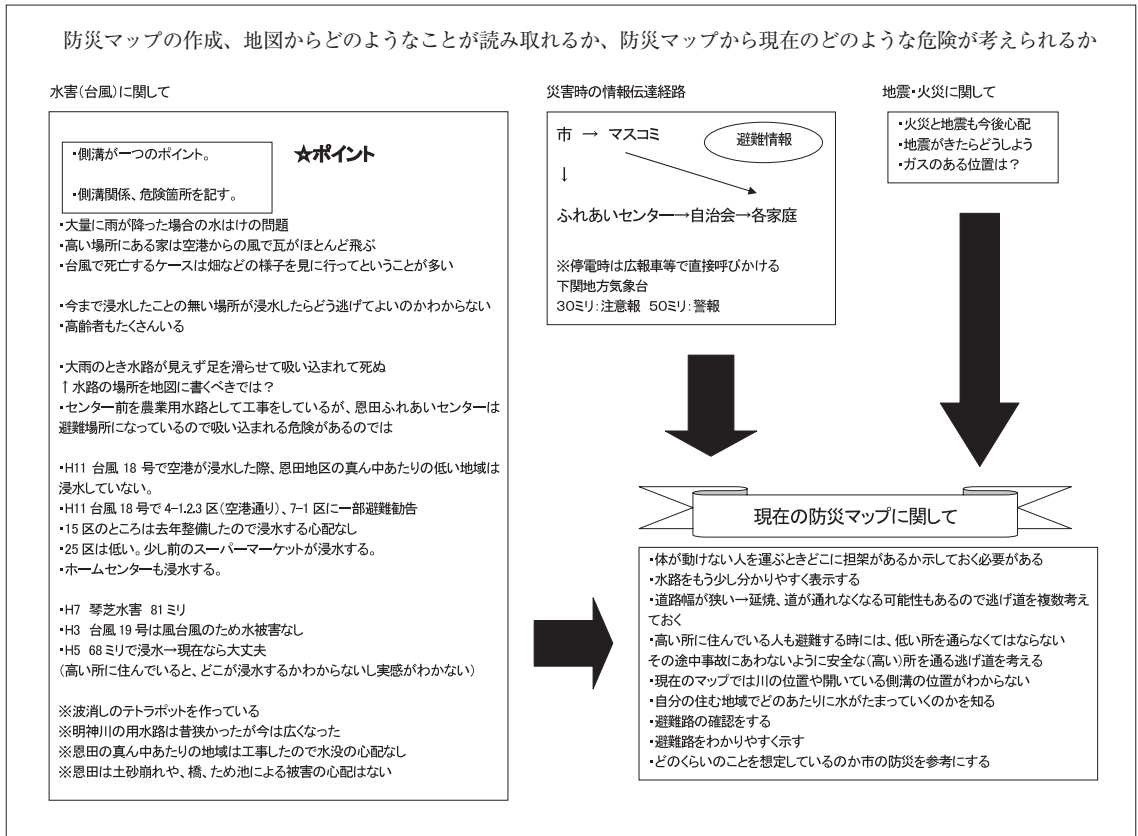 防災マップの作成、地図からどのようなことが読み取れるか、防災マップから現在のどのような危険が考えられるか
水害(台風)に関して
・側溝が一つのポイント。
☆ポイント
・側溝関係、危険箇所を記す。
・大量に雨が降った場合の水はけの問題
・高い場所にある家は空港からの風で瓦がほとんど飛ぶ
・台風で死亡するケースは畑などの様子を見に行ってということが多い
・今まで浸水したことの無い場所が浸水したらどう逃げてよいのかわからない
・高齢者もたくさんいる
・大雨のとき水路が見えず足を滑らせて吸い込まれて死ぬ
↑水路の場所を地図に書くべきでは?
・センター前を農業用水路として工事をしているが、恩田ふれあいセンターは
避難場所になっているので吸い込まれる危険があるのでは
・H11 台風 18 号で空港が浸水した際、恩田地区の真ん中あたりの低い地域は
浸水していない。
・H11 台風 18 号で 4-1.2.3 区(空港通り)、7-1 区に一部避難勧告
・15 区のところは去年整備したので浸水する心配なし
・25 区は低い。少し前のスーパーマーケットが浸水する。
・ホームセンターも浸水する。
・H7 琴芝水害 81 ミリ
・H3 台風 19 号は風台風のため水被害なし
・H5 68 ミリで浸水→現在なら大丈夫
(高い所に住んでいると、どこが浸水するかわからないし実感がわかない)
※波消しのテトラポットを作っている
※明神川の用水路は昔狭かったが今は広くなった
※恩田の真ん中あたりの地域は工事したので水没の心配なし
※恩田は土砂崩れや、橋、ため池による被害の心配はない
災害時の情報伝達経路
市 → マスコミ
避難情報
↓
ふれあいセンター→自治会→各家庭
※停電時は広報車等で直接呼びかける
下関地方気象台
30ミリ:注意報 50ミリ:警報
地震・火災に関して
・火災と地震も今後心配
・地震がきたらどうしよう
・ガスのある位置は?
現在の防災マップに関して
・体が動けない人を運ぶときどこに担架があるか示しておく必要がある
・水路をもう少し分かりやすく表示する
・道路幅が狭い→延焼、道が通れなくなる可能性もあるので逃げ道を複数考え
ておく
・高い所に住んでいる人も避難する時には、低い所を通らなくてはならない
その途中事故にあわないように安全な(高い)所を通る逃げ道を考える
・現在のマップでは川の位置や開いている側溝の位置がわからない
・自分の住む地域でどのあたりに水がたまっていくのかを知る
・避難路の確認をする
・避難路をわかりやすく示す
・どのくらいのことを想定しているのか市の防災を参考にする